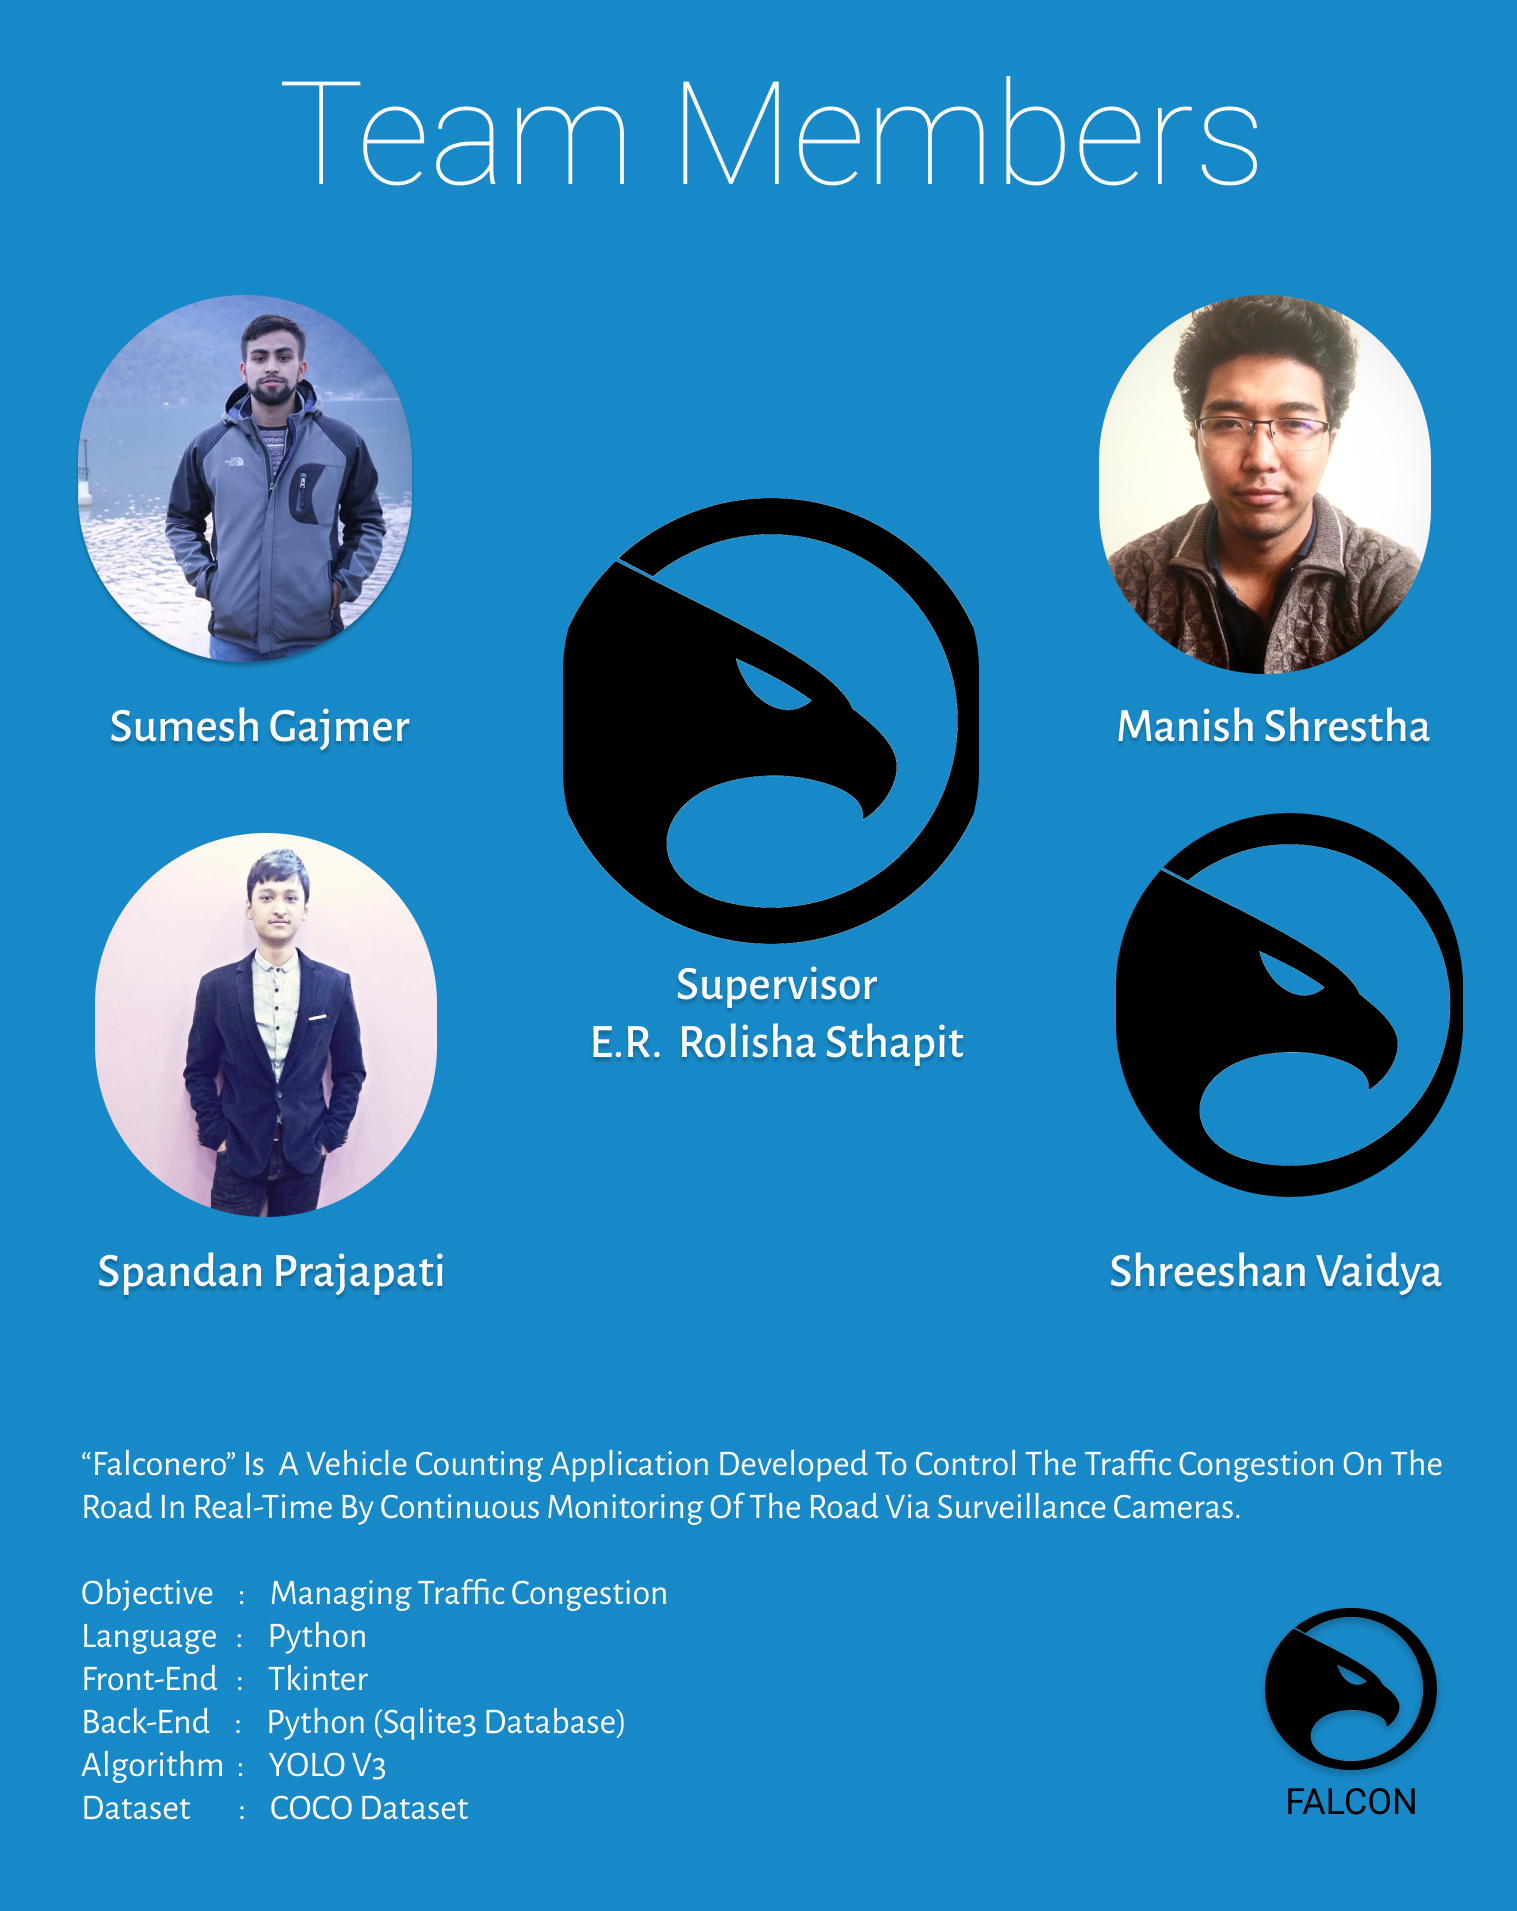 Team Members
Sumesh Gajmer
Manish Shrestha
Supervisor
E.R. Rolisha Sthapit
Spandan Prajapati
Shreeshan Vaidya
“Falconero” Is A Vehicle Counting Application Developed To Control The Traffic Congestion On The
Road In Real-Time By Continuous Monitoring Of The Road Via Surveillance Cameras.
Objective : Managing Traffic Congestion
Language : Python
Front-End : Tkinter
Back-End : Python (Sqlite3 Database)
Algorithm : YOLO V3
Dataset : COCO Dataset
FALCON